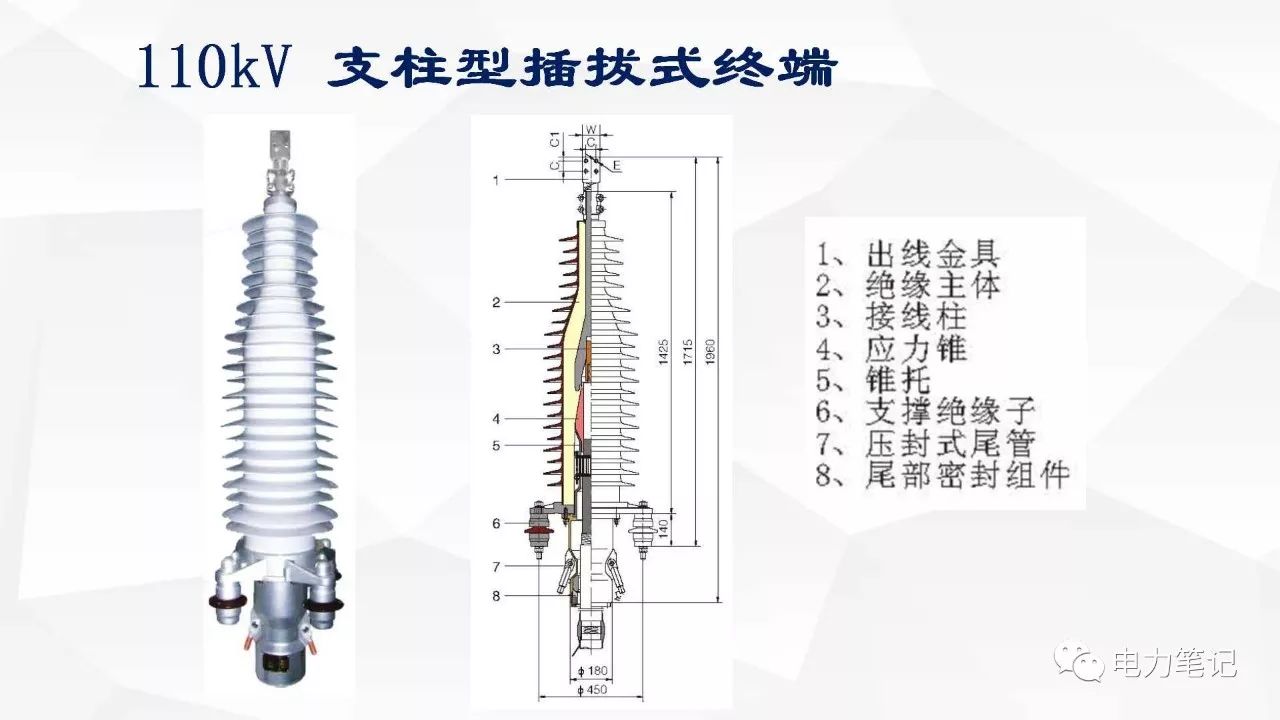 110kV 支柱型插拔式终端
W
C1
C
C
E
1
2
3
4
5
6
7
8
1425
1715
1960
140
ϕ180
ϕ450
1、出线金具
2、绝缘主体
3、接线柱
4、应力锥
5、锥托
6、支撑绝缘子
7、压封式尾管
8、尾部密封组件
电力笔记